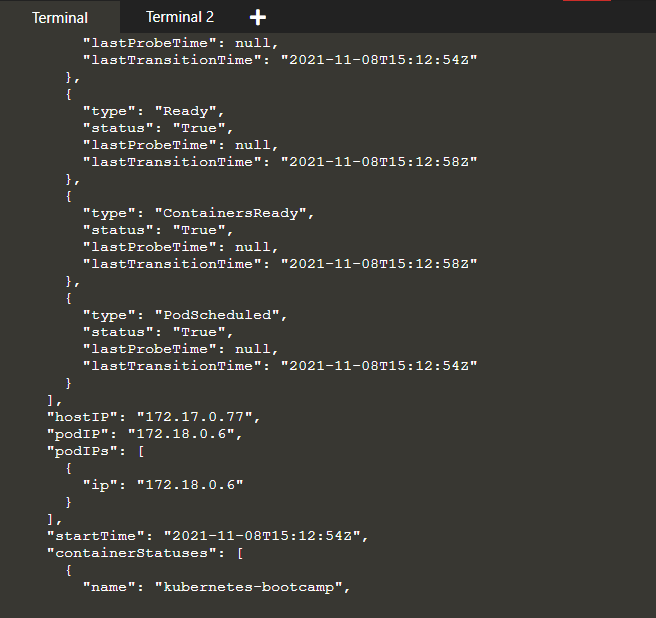 Terminal Terminal 2 +
"lastProbeTime": null,
"lastTransitionTime": "2021-11-08T15:12:54Z"
},
{
"type": "Ready",
"status": "True",
"lastProbeTime": null,
"lastTransitionTime": "2021-11-08T15:12:58Z"
},
{
"type": "ContainersReady",
"status": "True",
"lastProbeTime": null,
"lastTransitionTime": "2021-11-08T15:12:58Z"
},
{
"type": "PodScheduled",
"status": "True",
"lastProbeTime": null,
"lastTransitionTime": "2021-11-08T15:12:54Z"
}
],
"hostIP": "172.17.0.77",
"podIP": "172.18.0.6",
"podIPs": [
{
"ip": "172.18.0.6"
}
],
"startTime": "2021-11-08T15:12:54Z",
"containerStatuses": [
{
"name": "kubernetes-bootcamp",